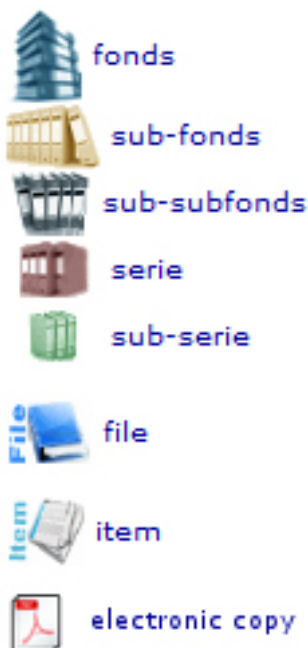 fonds
sub-fonds
sub-subfonds
serie
sub-serie
File file
Item item
electronic copy